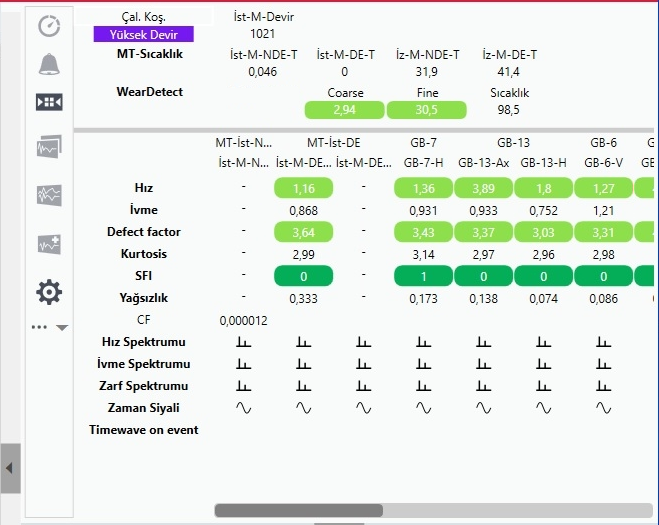 Çal. Koş. İst-M-Devir
Yüksek Devir 1021
MT-Sıcaklık İst-M-NDE-T İst-M-DE-T İz-M-NDE-T İz-M-DE-T
0,046 0 31,9 41,4
WearDetect Coarse Fine Sıcaklık
2,94 30,5 98,5
MT-İst-N... MT-İst-DE GB-7 GB-13 GB-6
İst-M-N... İst-M-DE... İst-M-DE... GB-7-H GB-13-Ax GB-13-H GB-6-V
Hız - 1,16 - 1,36 3,89 1,8 1,27
İvme - 0,868 - 0,931 0,933 0,752 1,21
Defect factor - 3,64 - 3,43 3,37 3,03 3,31
Kurtosis - 2,99 - 3,14 2,97 2,96 2,98
SFI - 0 - 1 0 0 0
Yağsızlık - 0,333 - 0,173 0,138 0,074 0,086
CF 0,000012
Hız Spektrumu
İvme Spektrumu
Zarf Spektrumu
Zaman Siyali
Timewave on event